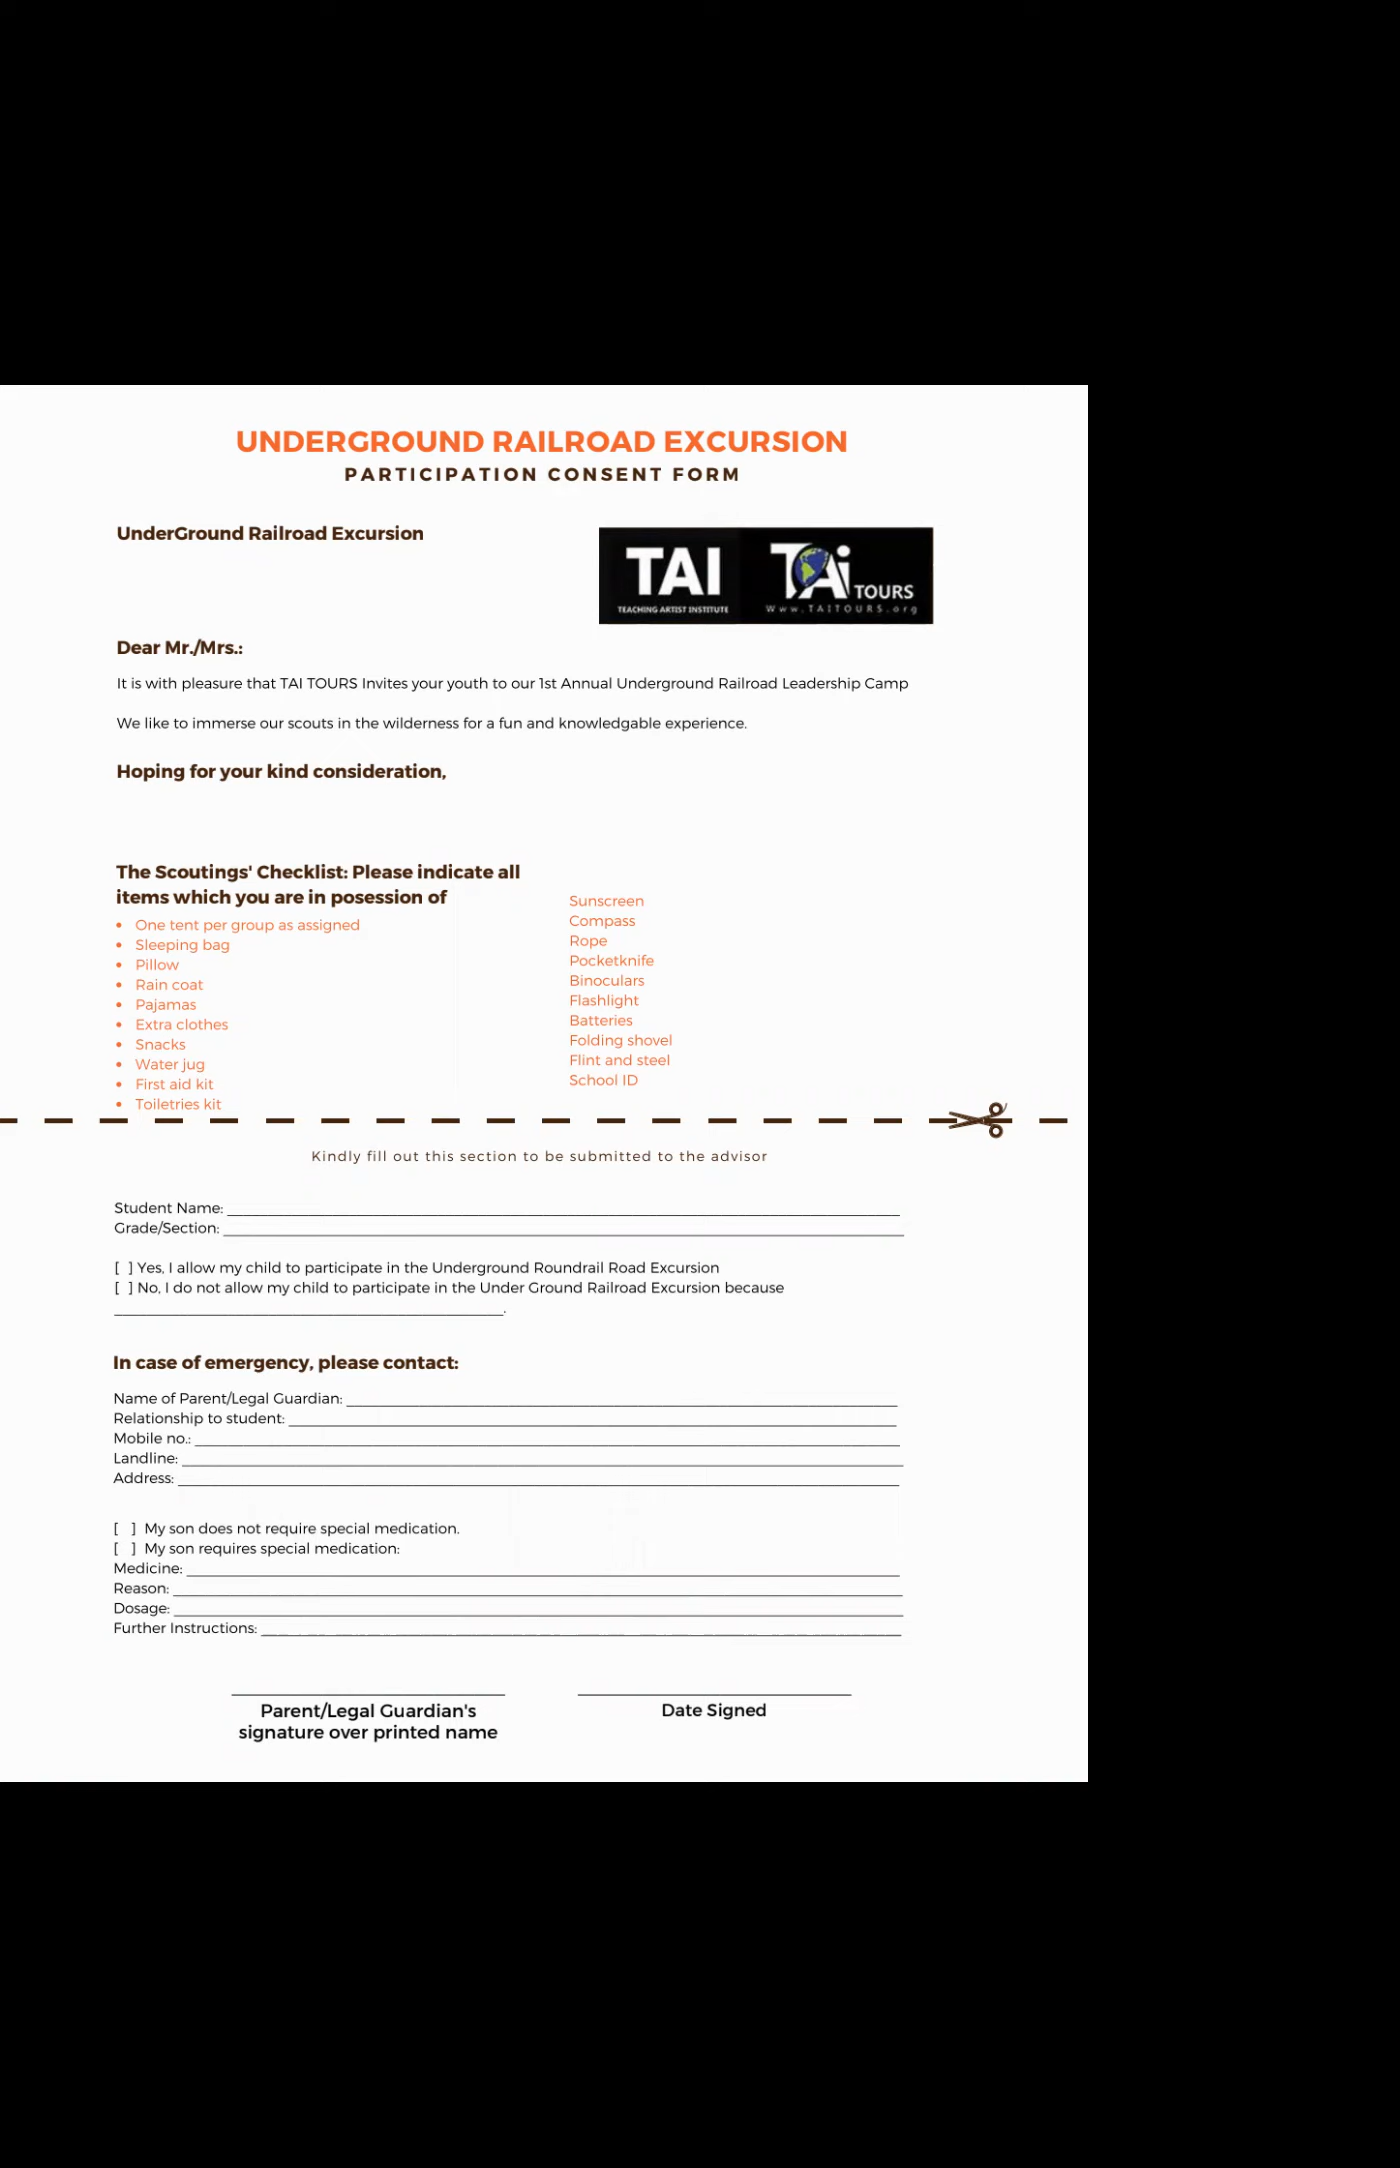 UNDERGROUND RAILROAD EXCURSION
PARTICIPATION CONSENT FORM
UnderGround Railroad Excursion
TAI
TEACHING ARTIST INSTITUTE
TAi TOURS
Www.TAITOURS.org
Dear Mr./Mrs.:
It is with pleasure that TAI TOURS Invites your youth to our 1st Annual Underground Railroad Leadership Camp
We like to immerse our scouts in the wilderness for a fun and knowledgable experience.
Hoping for your kind consideration,
The Scoutings' Checklist: Please indicate all
items which you are in posession of
• One tent per group as assigned
• Sleeping bag
• Pillow
• Rain coat
• Pajamas
• Extra clothes
• Snacks
• Water jug
• First aid kit
• Toiletries kit
Sunscreen
Compass
Rope
Pocketknife
Binoculars
Flashlight
Batteries
Folding shovel
Flint and steel
School ID
Kindly fill out this section to be submitted to the advisor
Student Name:
Grade/Section:
[ ] Yes, I allow my child to participate in the Underground Roundrail Road Excursion
[ ] No, I do not allow my child to participate in the Under Ground Railroad Excursion because
.
In case of emergency, please contact:
Name of Parent/Legal Guardian:
Relationship to student:
Mobile no.:
Landline:
Address:
[ ] My son does not require special medication.
[ ] My son requires special medication:
Medicine:
Reason:
Dosage:
Further Instructions:
Parent/Legal Guardian's
signature over printed name
Date Signed